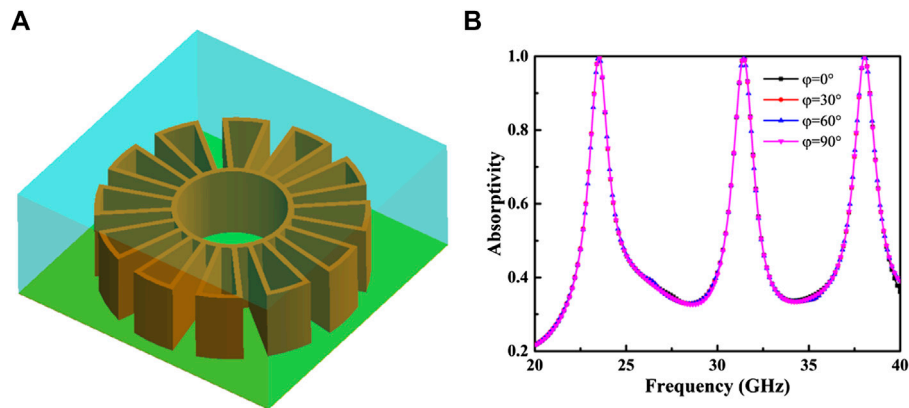 A
B
1.0
0.8
0.6
0.4
0.2
Absorptivity
φ=0°
φ=30°
φ=60°
φ=90°
20 25 30 35 40
Frequency (GHz)